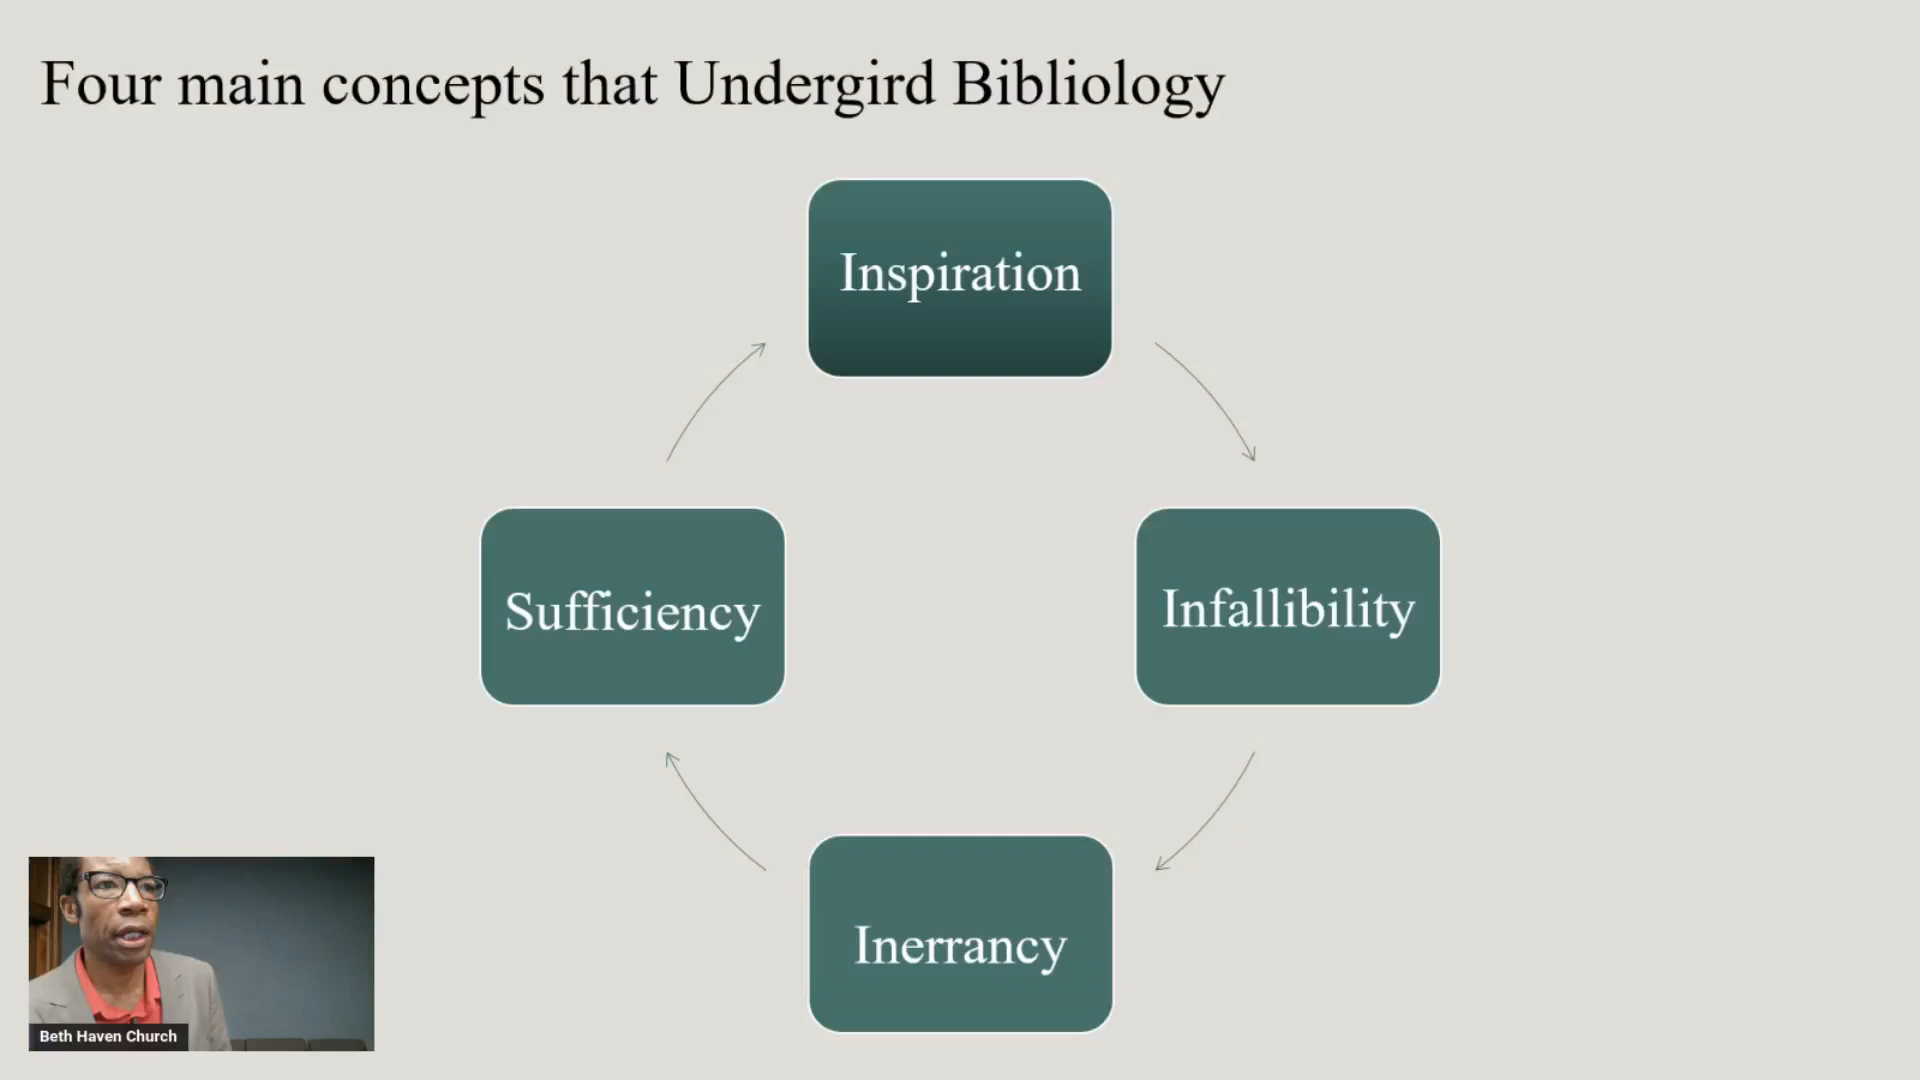 Four main concepts that Undergird Bibliology
Inspiration
Sufficiency
Infallibility
Inerrancy
Beth Haven Church